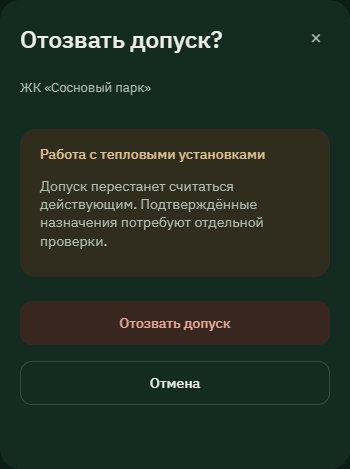 Отозвать допуск?
×
ЖК «Сосновый парк»
Работа с тепловыми установками
Допуск перестанет считаться
действующим. Подтверждённые
назначения потребуют отдельной
проверки.
Отозвать допуск
Отмена